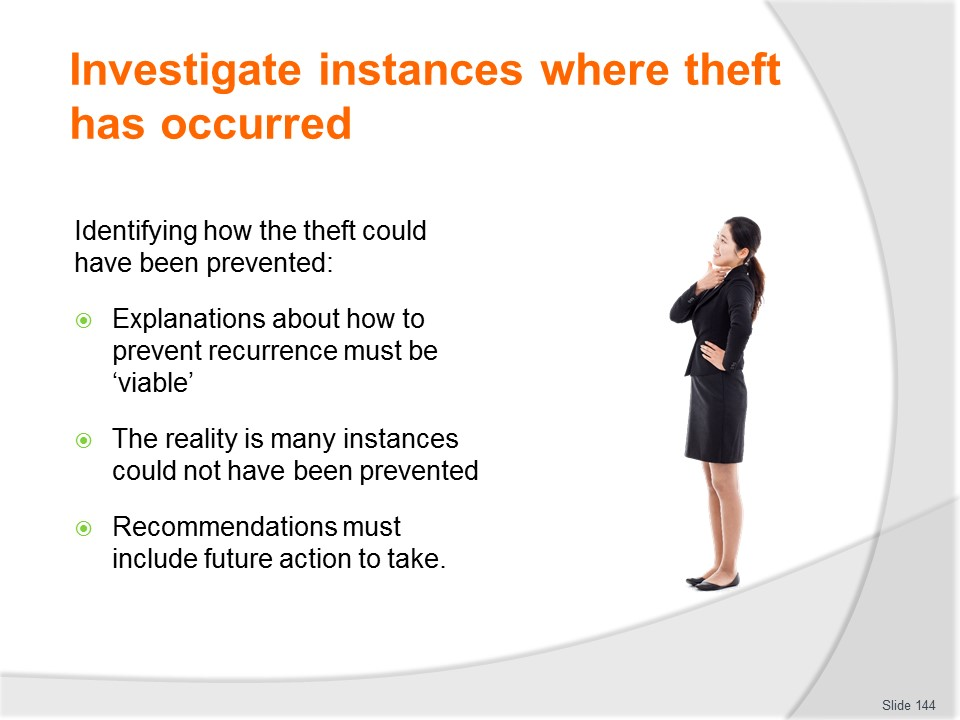 Investigate instances where theft
has occurred
Identifying how the theft could
have been prevented:
Explanations about how to
prevent recurrence must be
‘viable’
The reality is many instances
could not have been prevented
Recommendations must
include future action to take.
Slide 144